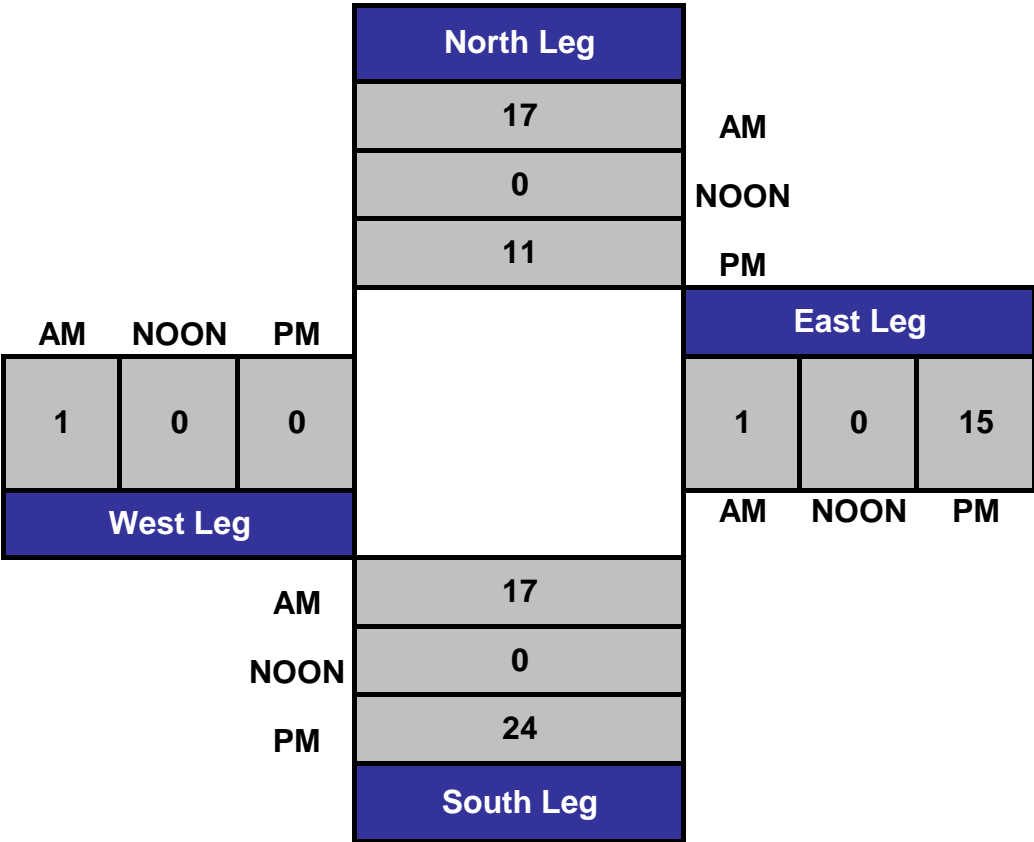 North Leg
17 AM
0 NOON
11 PM
AM NOON PM East Leg
1 0 0 1 0 15
West Leg AM NOON PM
AM 17
NOON 0
PM 24
South Leg